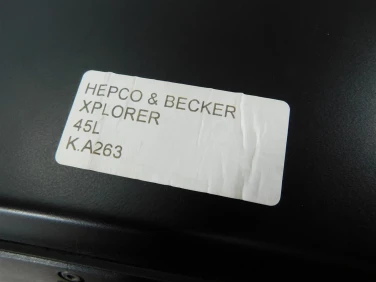 HEPCO & BECKER
XPLORER
45L
K.A263